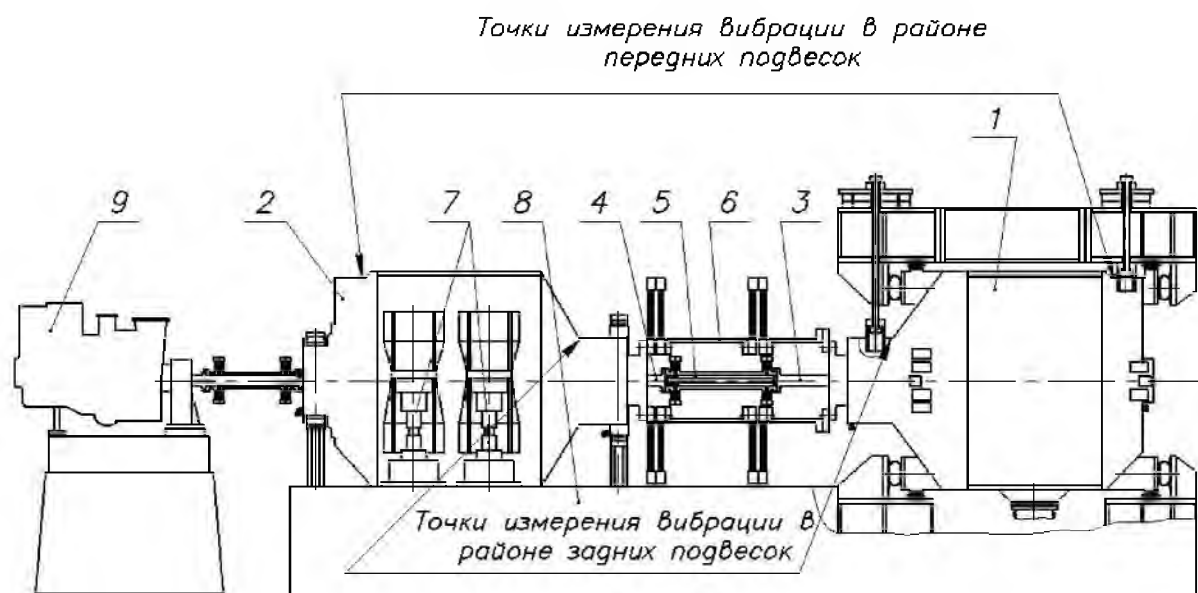 Точки измерения вибрации в районе
передних подвесок
1
9 2 7 8 4 5 6 3
Точки измерения вибрации в
районе задних подвесок